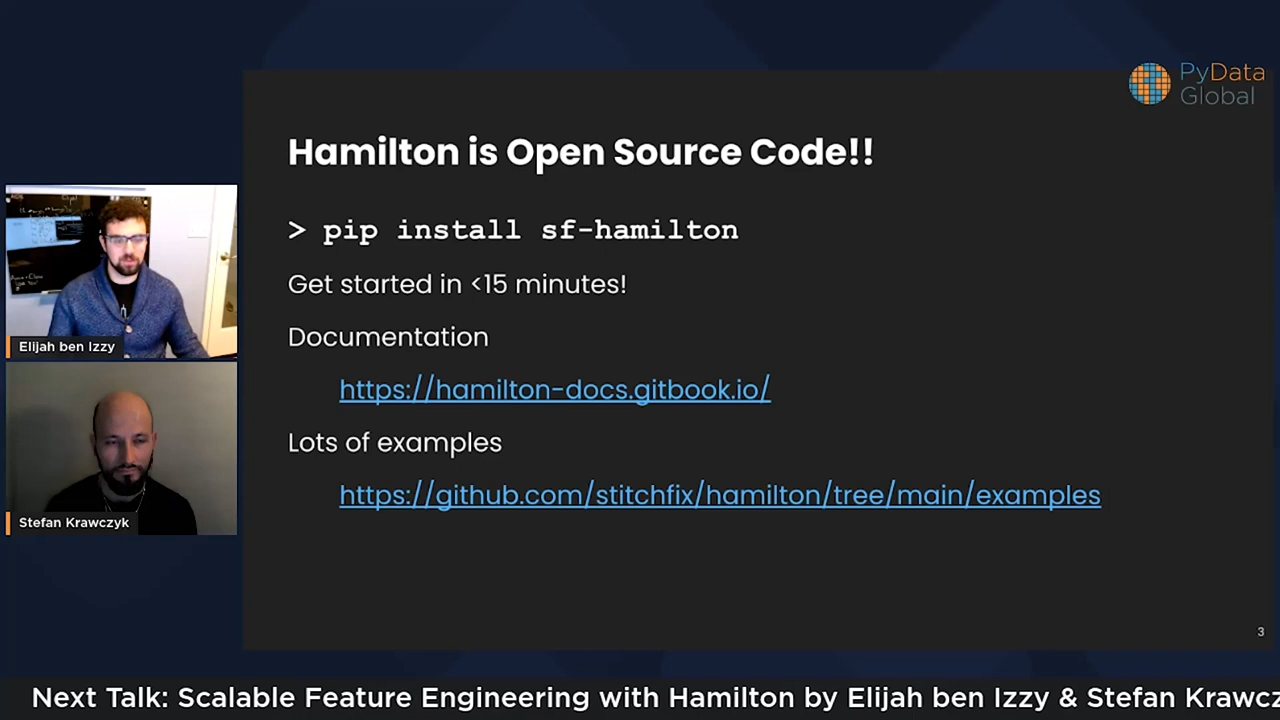 PyData
Global
Hamilton is Open Source Code!!
> pip install sf-hamilton
Get started in <15 minutes!
Documentation
https://hamilton-docs.gitbook.io/
Lots of examples
https://github.com/stitchfix/hamilton/tree/main/examples
Elijah ben Izzy
Stefan Krawczyk
3
Next Talk: Scalable Feature Engineering with Hamilton by Elijah ben Izzy & Stefan Krawcz